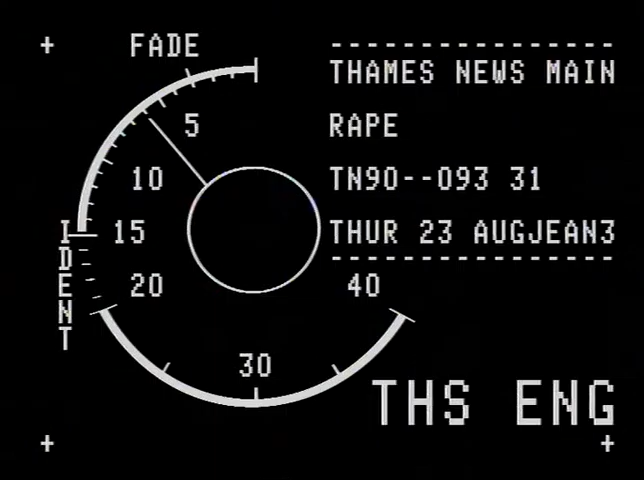 + FADE
---------------
THAMES NEWS MAIN
RAPE
TN90--093 31
THUR 23 AUGJEAN3
---------------
5
10
15
20
30
40
IDENT
THS ENG
+ +